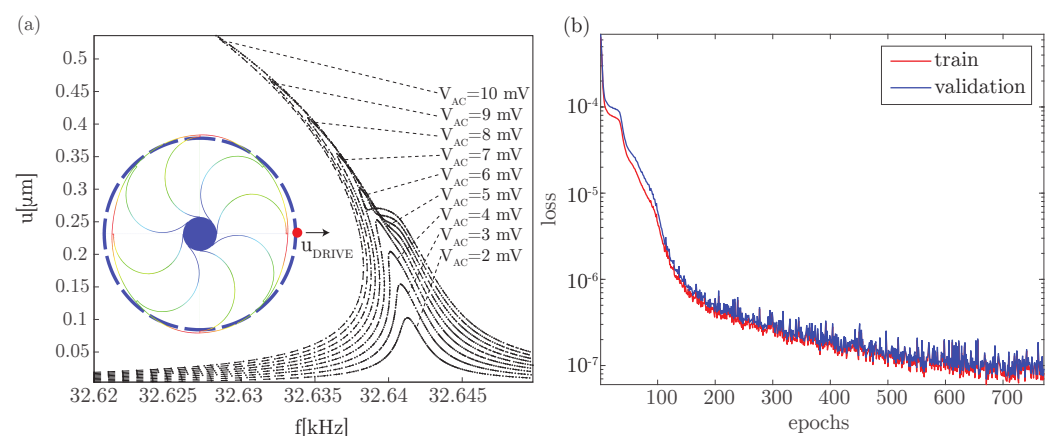 (a)
u[µm]
0.5
0.45
0.4
0.35
0.3
0.25
0.2
0.15
0.1
0.05
V_AC=10 mV
V_AC=9 mV
V_AC=8 mV
V_AC=7 mV
V_AC=6 mV
V_AC=5 mV
V_AC=4 mV
V_AC=3 mV
V_AC=2 mV
u_DRIVE
32.62 32.625 32.63 32.635 32.64 32.645
f[kHz]
(b)
loss
10^-4
10^-5
10^-6
10^-7
train
validation
100 200 300 400 500 600 700
epochs